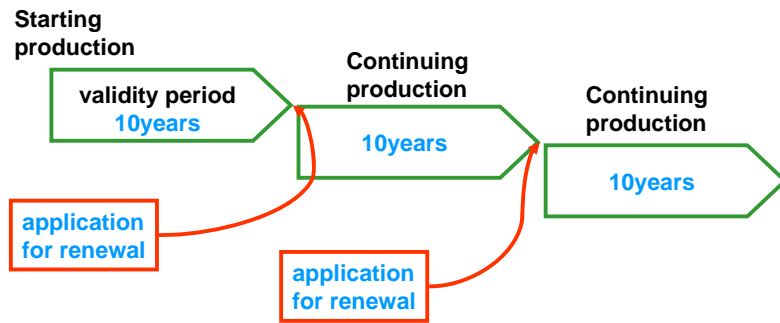 Starting
production
validity period
10years
Continuing
production
10years
Continuing
production
10years
application
for renewal
application
for renewal